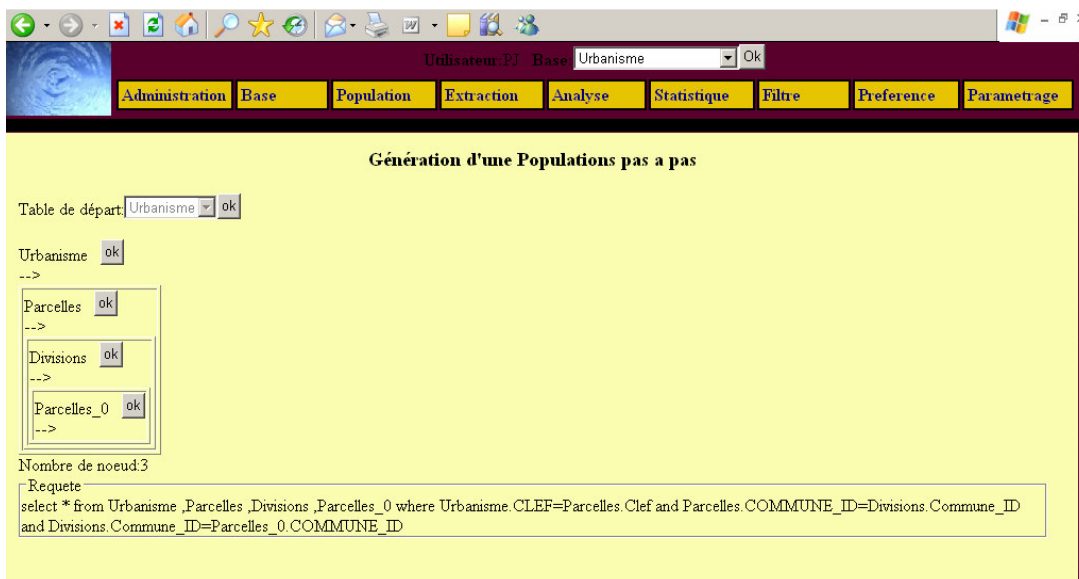 Utilisateur:PJ Base: Urbanisme Ok
Administration Base Population Extraction Analyse Statistique Filtre Preference Parametrage
Génération d'une Populations pas a pas
Table de départ: Urbanisme ok
Urbanisme ok
-->
Parcelles ok
-->
Divisions ok
-->
Parcelles_0 ok
-->
Nombre de noeud:3
Requete
select * from Urbanisme ,Parcelles ,Divisions ,Parcelles_0 where Urbanisme.CLEF=Parcelles.Clef and Parcelles.COMMUNE_ID=Divisions.Commune_ID
and Divisions.Commune_ID=Parcelles_0.COMMUNE_ID